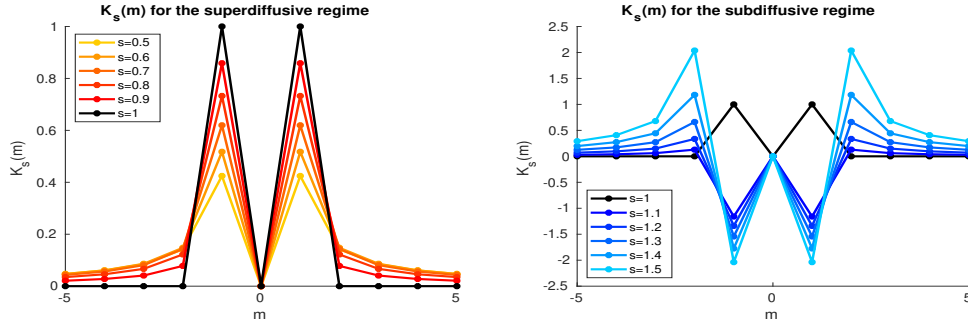 K_s(m) for the superdiffusive regime
1
0.8
0.6
0.4
0.2
0
K_s(m)
s=0.5
s=0.6
s=0.7
s=0.8
s=0.9
s=1
-5
0
5
m
K_s(m) for the subdiffusive regime
2.5
2
1.5
1
0.5
0
-0.5
-1
-1.5
-2
-2.5
K_s(m)
s=1
s=1.1
s=1.2
s=1.3
s=1.4
s=1.5
-5
0
5
m